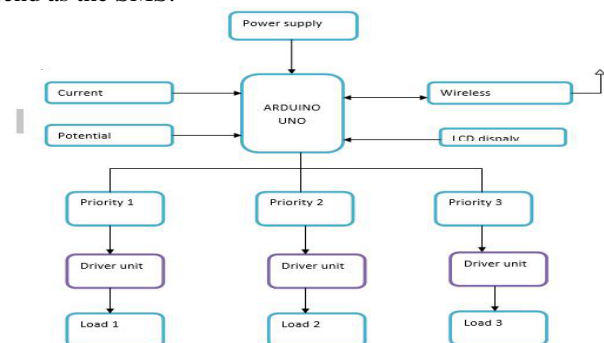 send as the SMS.
Power supply
Current
ARDUINO
UNO
Wireless
Potential
LCD dispaly
Priority 1
Priority 2
Priority 3
Driver unit
Driver unit
Driver unit
Load 1
Load 2
Load 3